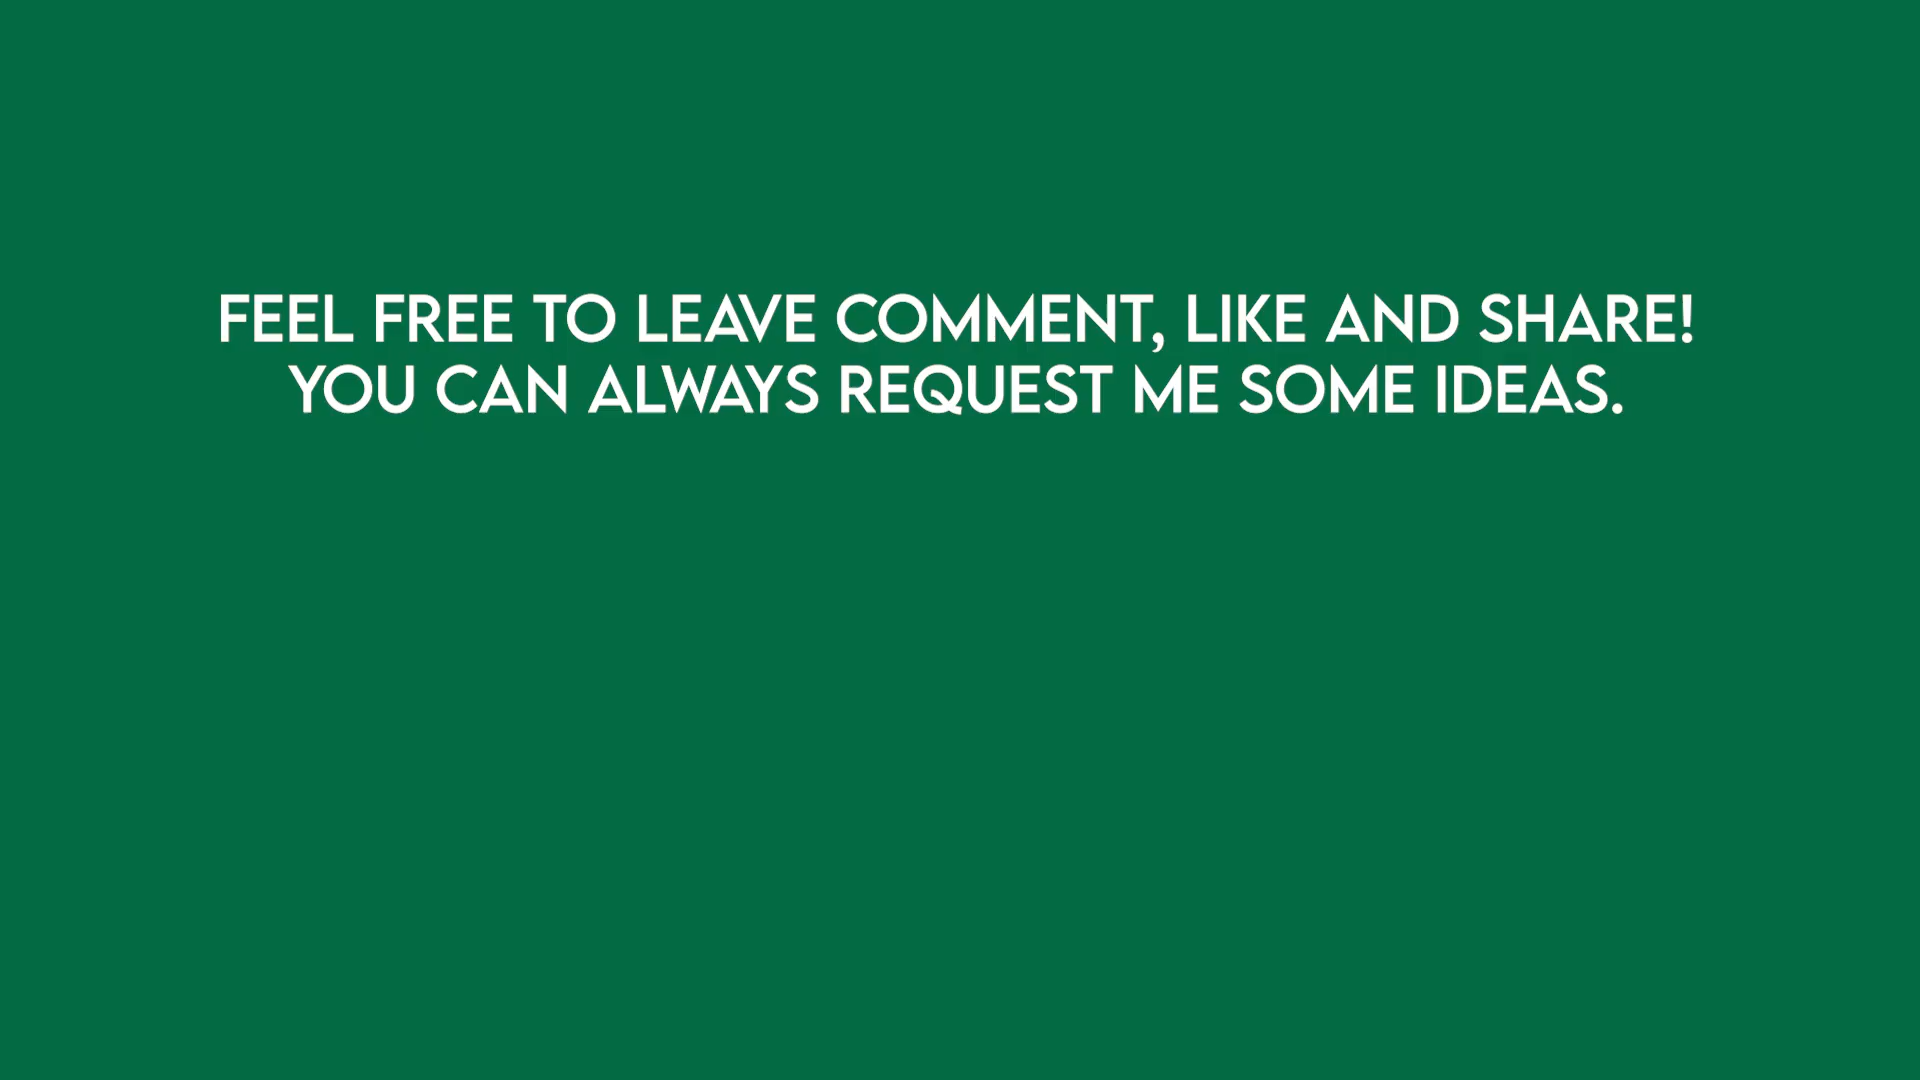 FEEL FREE TO LEAVE COMMENT, LIKE AND SHARE!
YOU CAN ALWAYS REQUEST ME SOME IDEAS.